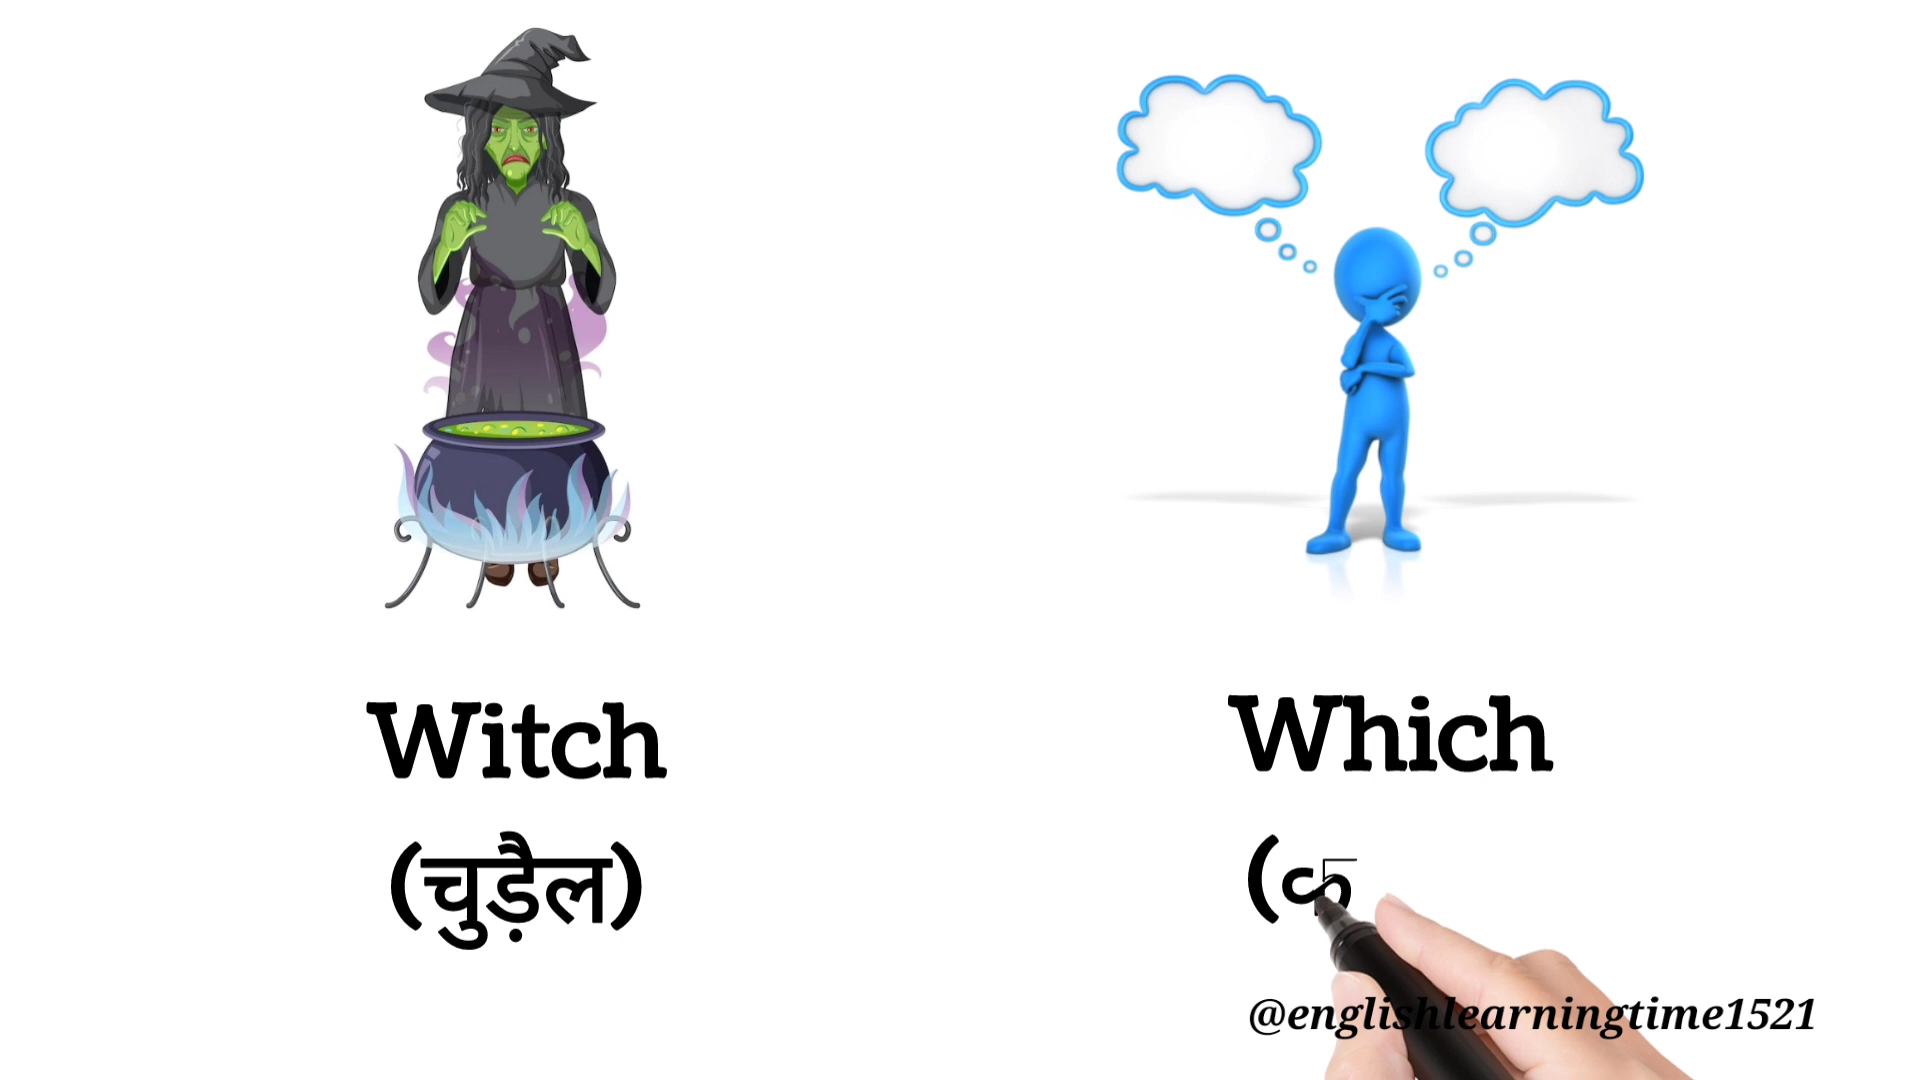 Witch
Which
(चुड़ैल)
(क
@englishlearningtime1521